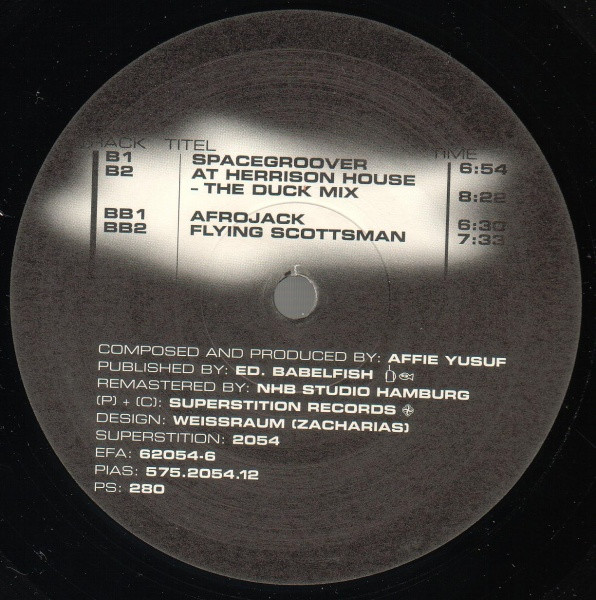 TRACK TITEL TIME
B1 SPACEGROOVER 6:54
B2 AT HERRISON HOUSE
- THE DUCK MIX 8:22
BB1 AFROJACK 6:30
BB2 FLYING SCOTTSMAN 7:33
COMPOSED AND PRODUCED BY: AFFIE YUSUF
PUBLISHED BY: ED. BABELFISH
REMASTERED BY: NHB STUDIO HAMBURG
(P) + (C): SUPERSTITION RECORDS
DESIGN: WEISSRAUM (ZACHARIAS)
SUPERSTITION: 2054
EFA: 62054-6
PIAS: 575.2054.12
PS: 280